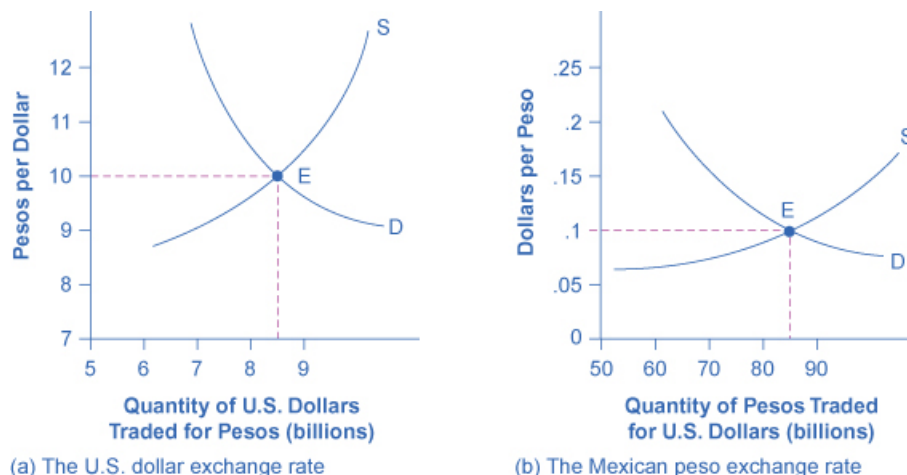 Pesos per Dollar
12
11
10
9
8
7
5
6
7
8
9
S
E
D
Quantity of U.S. Dollars
Traded for Pesos (billions)
(a) The U.S. dollar exchange rate
Dollars per Peso
.25
.2
.15
.1
.05
0
50
60
70
80
90
S
E
D
Quantity of Pesos Traded
for U.S. Dollars (billions)
(b) The Mexican peso exchange rate